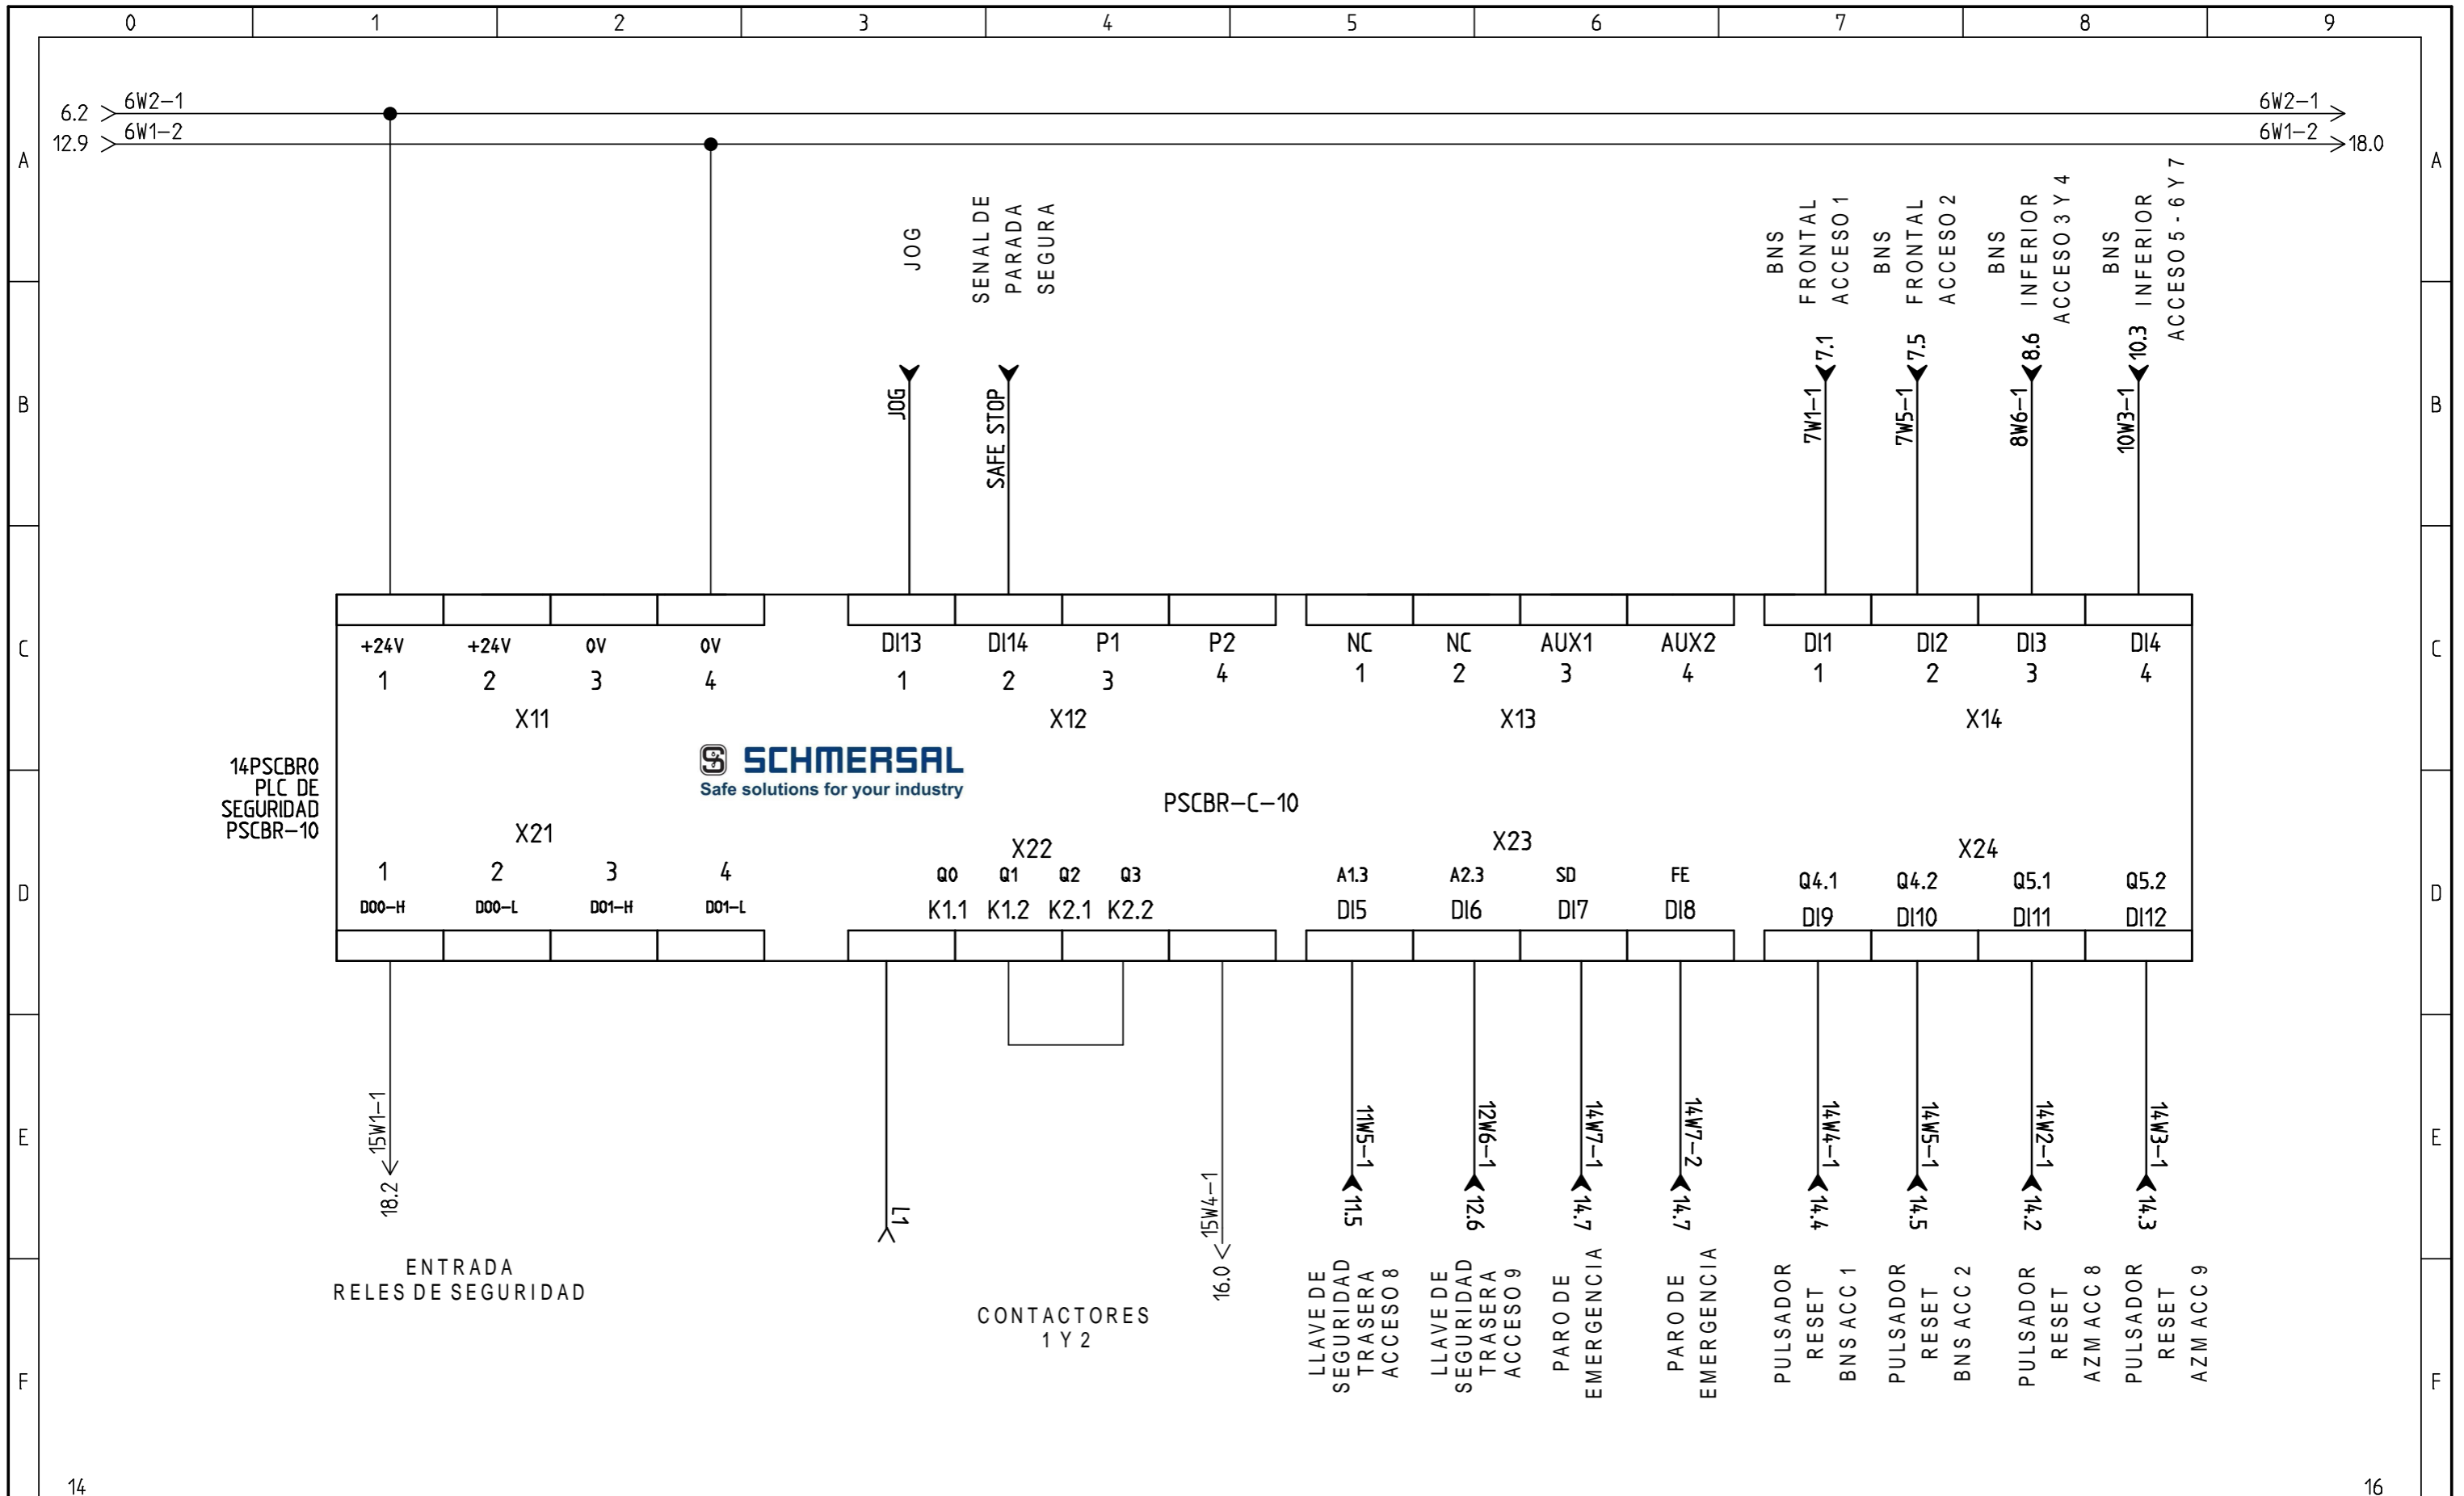 0 1 2 3 4 5 6 7 8 9
6.2 6W2-1 6W2-1
12.9 6W1-2 6W1-2 18.0
A A
JOG
SENAL DE
PARADA
SEGURA
BNS
FRONTAL
ACCESO 1
BNS
FRONTAL
ACCESO 2
BNS
INFERIOR
ACCESO 3 Y 4
BNS
INFERIOR
ACCESO 5 - 6 Y 7
7.1 7.5 8.6 10.3
B B
JOG
SAFE STOP
7W1-1 7W5-1 8W6-1 10W3-1
C C
+24V +24V 0V 0V DI13 DI14 P1 P2 NC NC AUX1 AUX2 DI1 DI2 DI3 DI4
1 2 3 4 1 2 3 4 1 2 3 4 1 2 3 4
X11 X12 X13 X14
14PSCBR0
PLC DE
SEGURIDAD
PSCBR-10
SCHMERSAL
Safe solutions for your industry
PSCBR-C-10
X21 X22 X23 X24
D D
1 2 3 4 Q0 Q1 Q2 Q3 A1.3 A2.3 SD FE Q4.1 Q4.2 Q5.1 Q5.2
DO0-H DO0-L DO1-H DO1-L K1.1 K1.2 K2.1 K2.2 DI5 DI6 DI7 DI8 DI9 DI10 DI11 DI12
E E
15W1-1
18.2
L1
15W4-1
16.0
11W5-1 12W6-1 14W7-1 14W7-2 14W4-1 14W5-1 14W2-1 14W3-1
11.5 12.6 14.7 14.7 14.4 14.5 14.2 14.3
ENTRADA
RELES DE SEGURIDAD
CONTACTORES
1 Y 2
LLAVE DE
SEGURIDAD
TRASERA
ACCESO 8
LLAVE DE
SEGURIDAD
TRASERA
ACCESO 9
PARO DE
EMERGENCIA
PARO DE
EMERGENCIA
PULSADOR
RESET
BNS ACC 1
PULSADOR
RESET
BNS ACC 2
PULSADOR
RESET
AZM ACC 8
PULSADOR
RESET
AZM ACC 9
F F
14 16